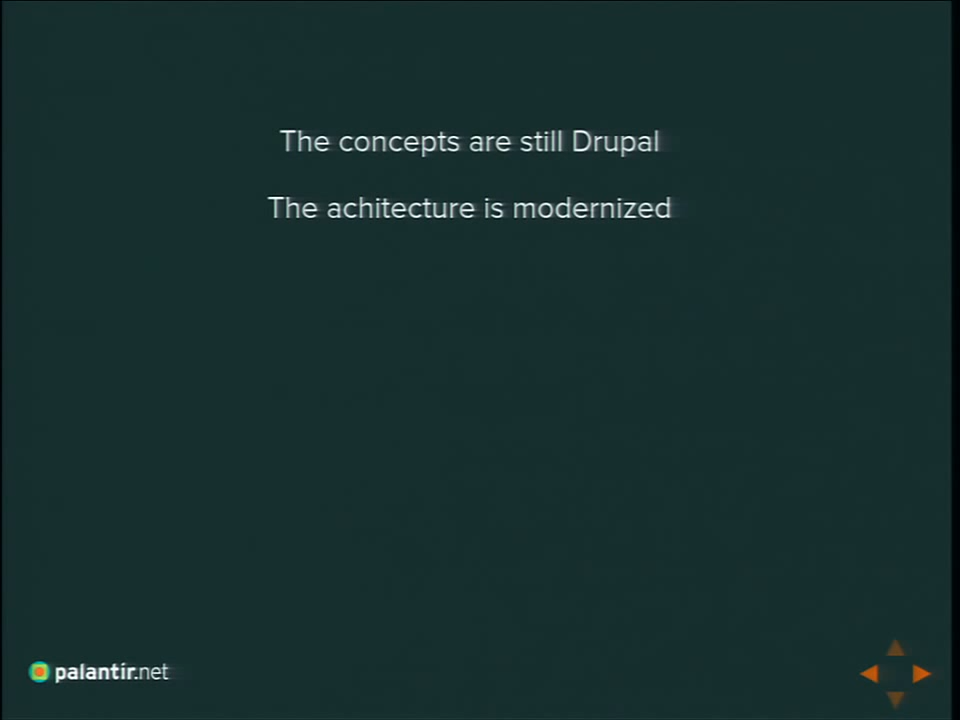 The concepts are still Drupal
The achitecture is modernized
palantir.net